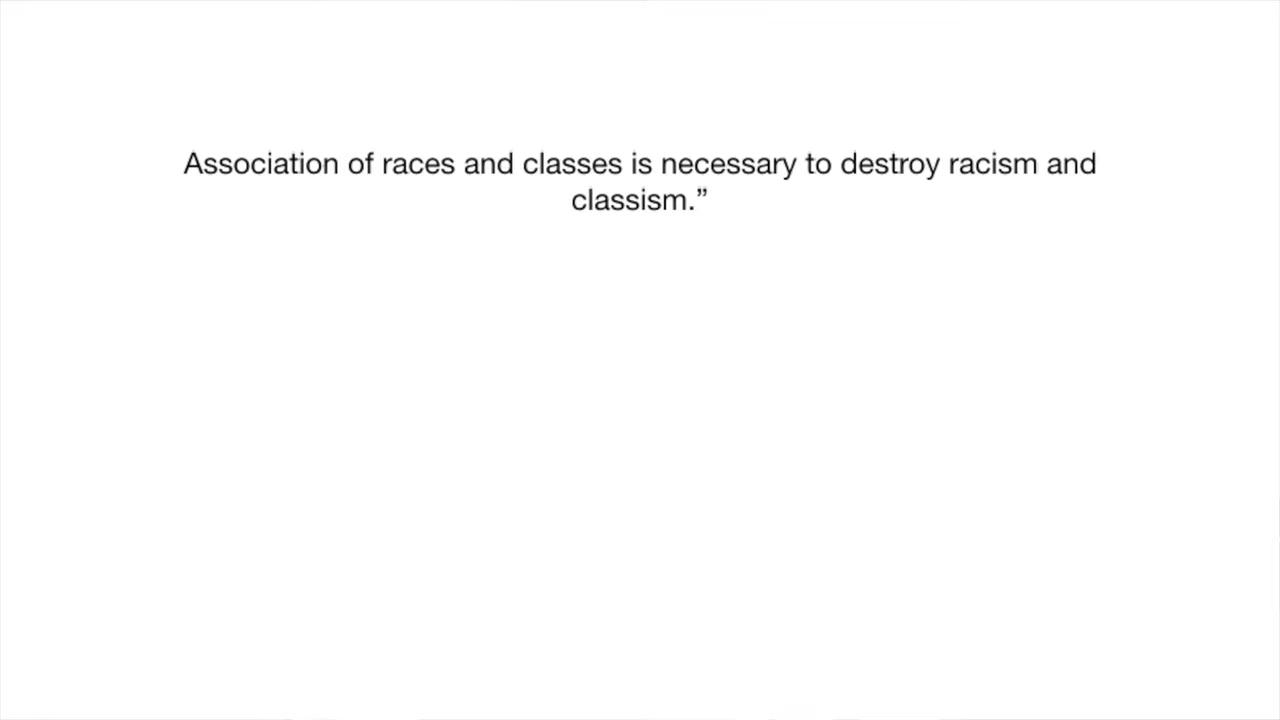 Association of races and classes is necessary to destroy racism and
classism.”